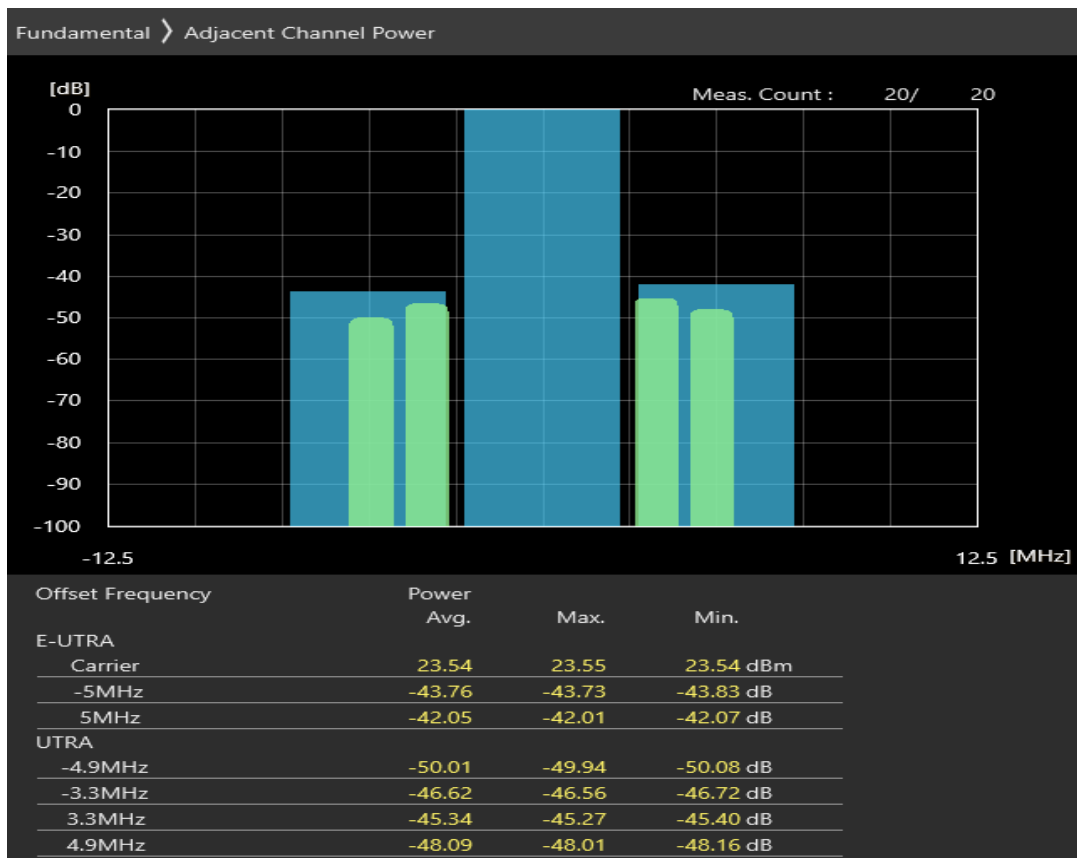 Fundamental 〉 Adjacent Channel Power
[dB]
Meas. Count : 20/ 20
0
-10
-20
-30
-40
-50
-60
-70
-80
-90
-100
-12.5 12.5 [MHz]
Offset Frequency Power
Avg. Max. Min.
E-UTRA
Carrier 23.54 23.55 23.54 dBm
-5MHz -43.76 -43.73 -43.83 dB
5MHz -42.05 -42.01 -42.07 dB
UTRA
-4.9MHz -50.01 -49.94 -50.08 dB
-3.3MHz -46.62 -46.56 -46.72 dB
3.3MHz -45.34 -45.27 -45.40 dB
4.9MHz -48.09 -48.01 -48.16 dB